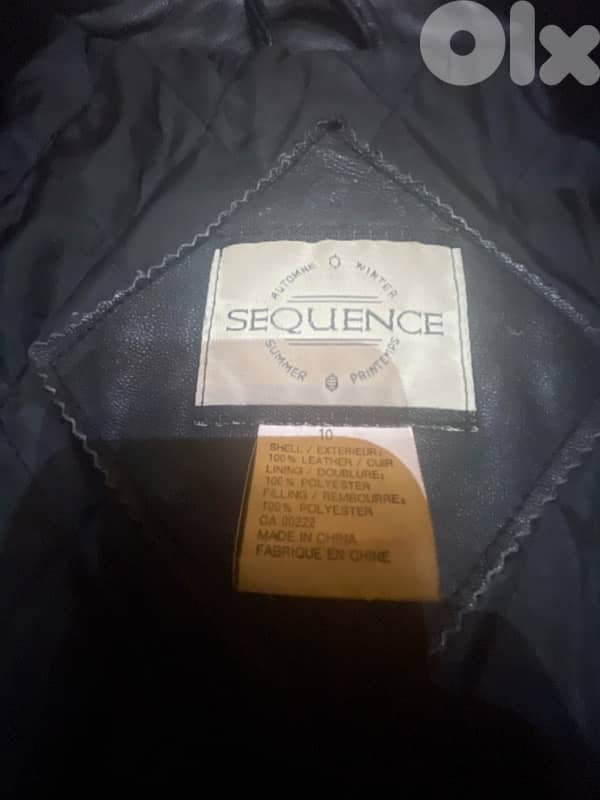 olx
AUTOMNE WINTER
SEQUENCE
SUMMER PRINTEMPS
10
SHELL / EXTERIEUR:
100% LEATHER / CUIR
LINING / DOUBLURE:
100% POLYESTER
FILLING / REMBOURRE:
100% POLYESTER
CA 00222
MADE IN CHINA
FABRIQUE EN CHINE